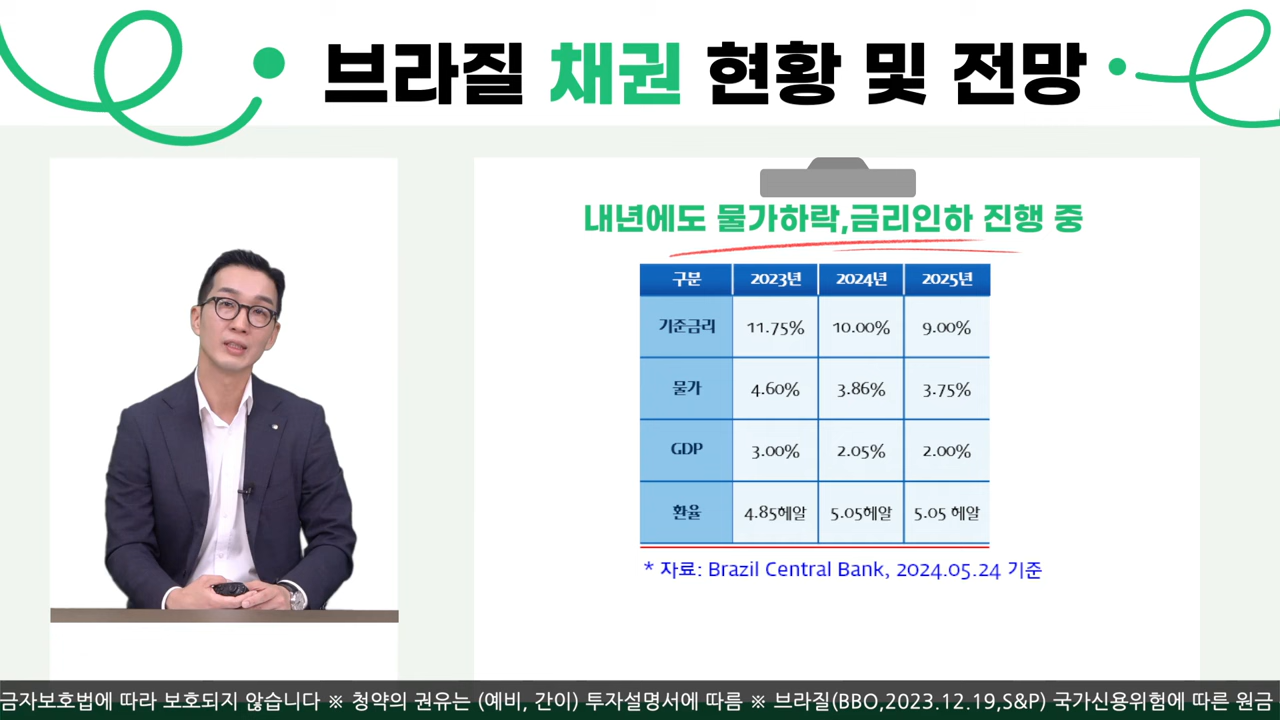 브라질 채권 현황 및 전망
내년에도 물가하락,금리인하 진행 중
구분 2023년 2024년 2025년
기준금리 11.75% 10.00% 9.00%
물가 4.60% 3.86% 3.75%
GDP 3.00% 2.05% 2.00%
환율 4.85헤알 5.05헤알 5.05 헤알
* 자료: Brazil Central Bank, 2024.05.24 기준
금자보호법에 따라 보호되지 않습니다 ※ 청약의 권유는 (예비, 간이) 투자설명서에 따름 ※ 브라질(BBO,2023.12.19,S&P) 국가신용위험에 따른 원금